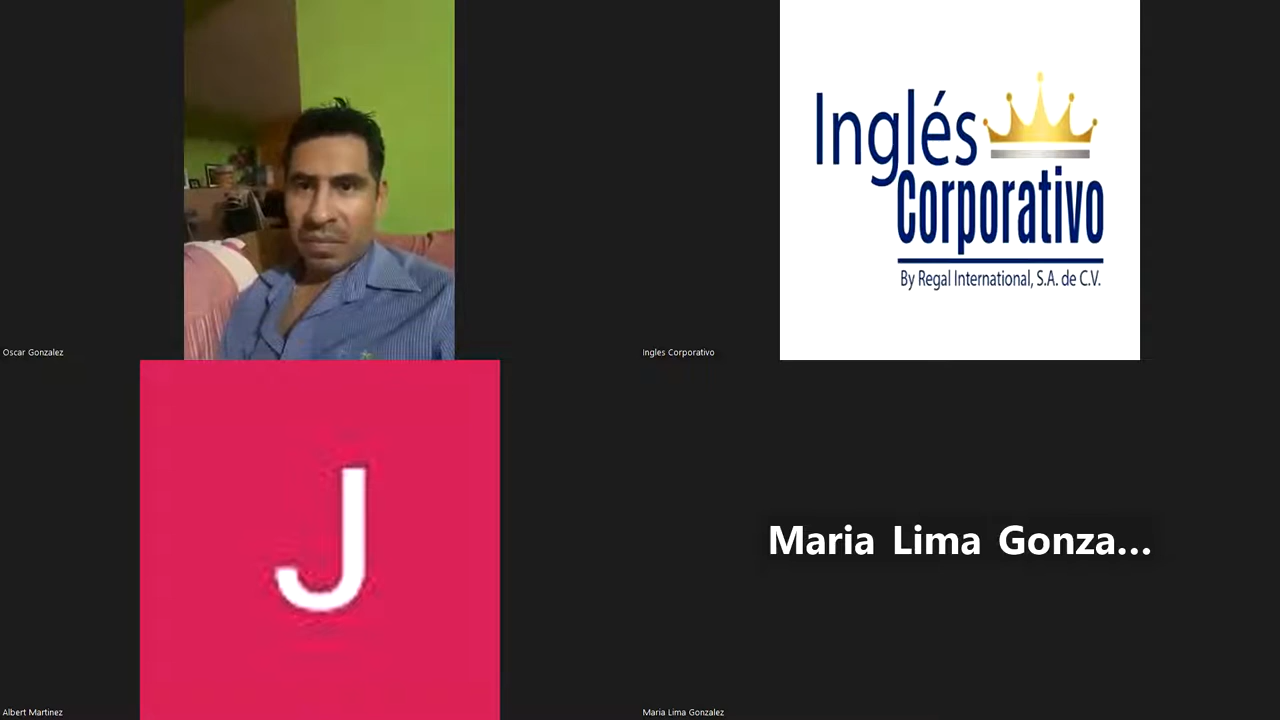 Oscar Gonzalez
Inglés
Corporativo
By Regal International, S.A. de C.V.
Ingles Corporativo
J
Albert Martinez
Maria Lima Gonza...
Maria Lima Gonzalez